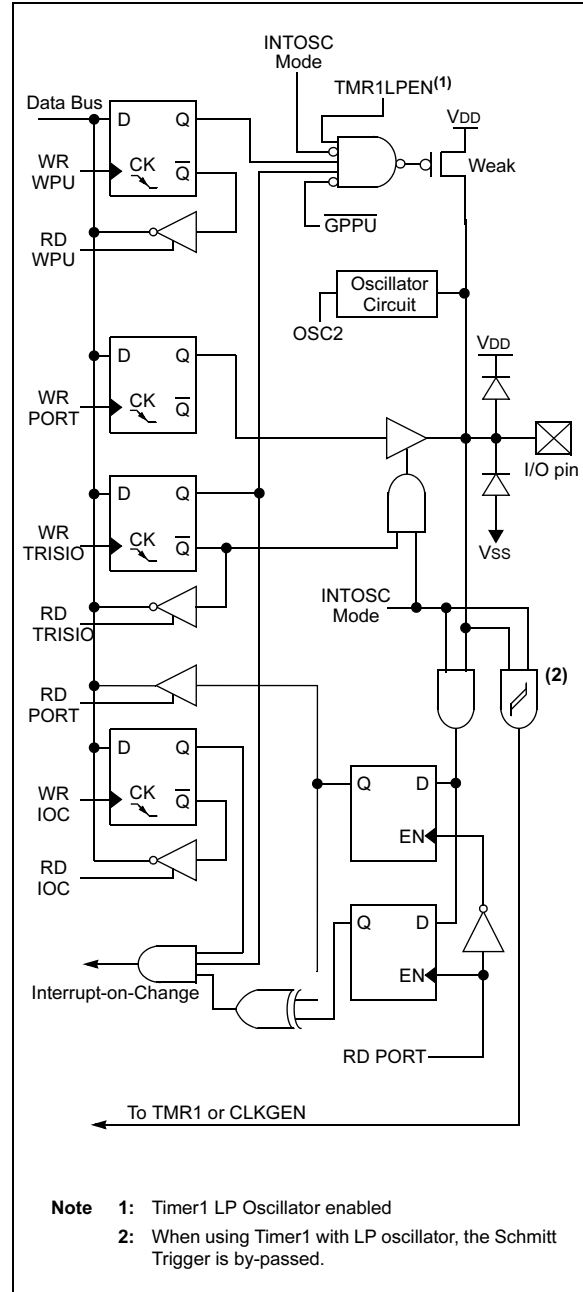 INTOSC
Mode
TMR1LPEN(1)
Data Bus
D Q
VDD
WR
WPU
CK Q
Weak
RD
WPU
GPPU
Oscillator
Circuit
OSC2
VDD
D Q
WR
PORT
CK Q
I/O pin
D Q
WR
TRISIO
CK Q
VSS
INTOSC
Mode
RD
TRISIO
(2)
RD
PORT
D Q
Q D
WR
IOC
CK Q
EN
RD
IOC
Q D
EN
Interrupt-on-Change
RD PORT
To TMR1 or CLKGEN
Note 1: Timer1 LP Oscillator enabled
2: When using Timer1 with LP oscillator, the Schmitt
Trigger is by-passed.